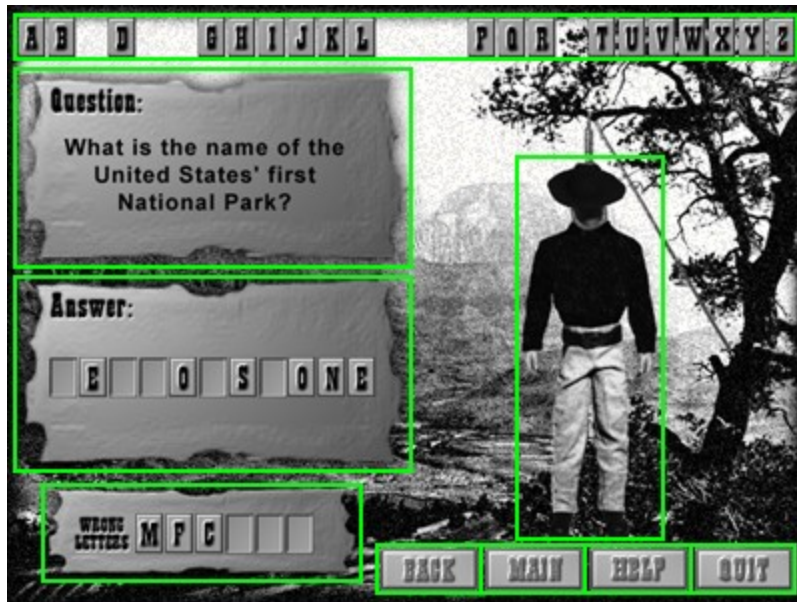 A B D G H I J K L P Q R T U V W X Y Z
Question:
What is the name of the
United States' first
National Park?
Answer:
E O S O N E
WRONG
LETTERS M F C
BACK MAIN HELP QUIT